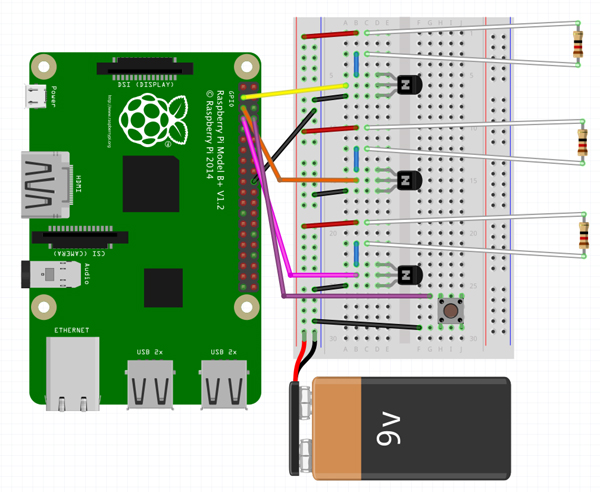 DSI (DISPLAY)
Power
HDMI
GPIO
Raspberry Pi Model B+ V1.2
© Raspberry Pi 2014
http://www.raspberrypi.org
CSI (CAMERA)
Audio
ETHERNET
USB 2x
USB 2x
A B C D E
F G H I J
5
10
15
20
25
30
N
N
N
9v